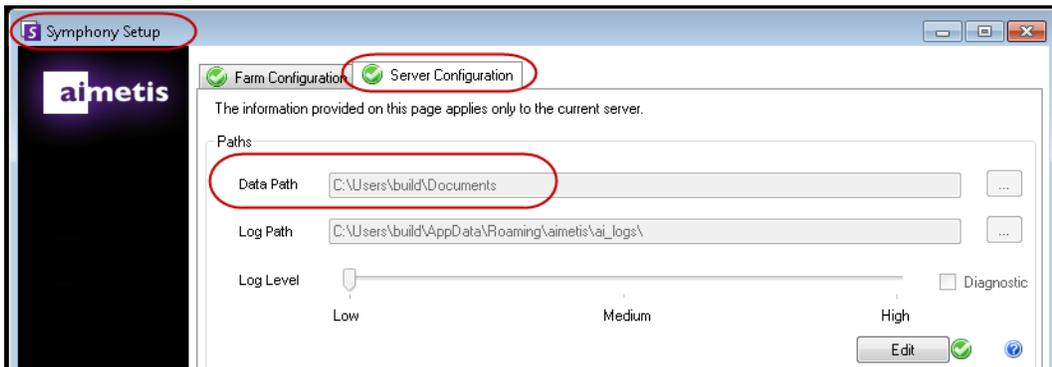 Symphony Setup
aimetis
Farm Configuration
Server Configuration
The information provided on this page applies only to the current server.
Paths
Data Path
C:\Users\build\Documents
...
Log Path
C:\Users\build\AppData\Roaming\aimetis\ai_logs\
...
Log Level
Diagnostic
Low
Medium
High
Edit